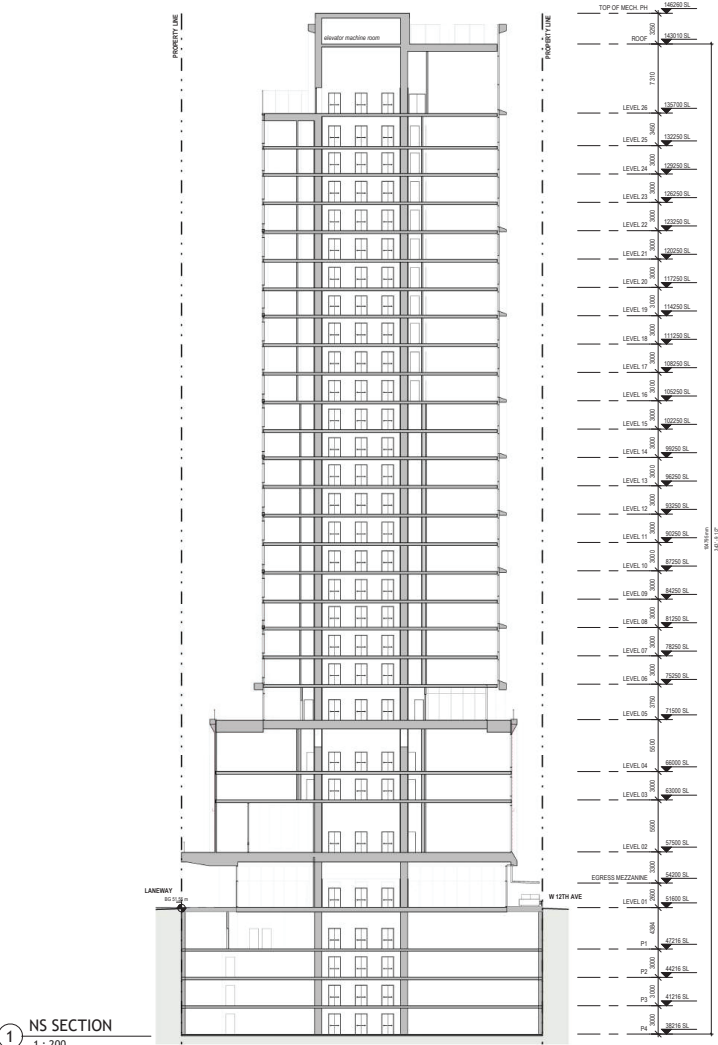 TOP OF MECH. PH 146260 SL
3250
ROOF 143010 SL
7310
LEVEL 26 135700 SL
3450
LEVEL 25 132250 SL
3000
LEVEL 24 129250 SL
3000
LEVEL 23 126250 SL
3000
LEVEL 22 123250 SL
3000
LEVEL 21 120250 SL
3000
LEVEL 20 117250 SL
3000
LEVEL 19 114250 SL
3000
LEVEL 18 111250 SL
3000
LEVEL 17 108250 SL
3000
LEVEL 16 105250 SL
3000
LEVEL 15 102250 SL
3000
LEVEL 14 99250 SL
3000
LEVEL 13 96250 SL
3000
LEVEL 12 93250 SL
3000
LEVEL 11 90250 SL
3000
LEVEL 10 87250 SL
3000
LEVEL 09 84250 SL
3000
LEVEL 08 81250 SL
3000
LEVEL 07 78250 SL
3000
LEVEL 06 75250 SL
3750
LEVEL 05 71500 SL
5500
LEVEL 04 66000 SL
3000
LEVEL 03 63000 SL
5500
LEVEL 02 57500 SL
3300
EGRESS MEZZANINE 54200 SL
2600
LEVEL 01 51600 SL
4384
P1 47216 SL
3000
P2 44216 SL
3000
P3 41216 SL
3000
P4 38216 SL
PROPERTY LINE
PROPERTY LINE
elevator machine room
LANEWAY
W 12TH AVE
1 NS SECTION
1 : 200